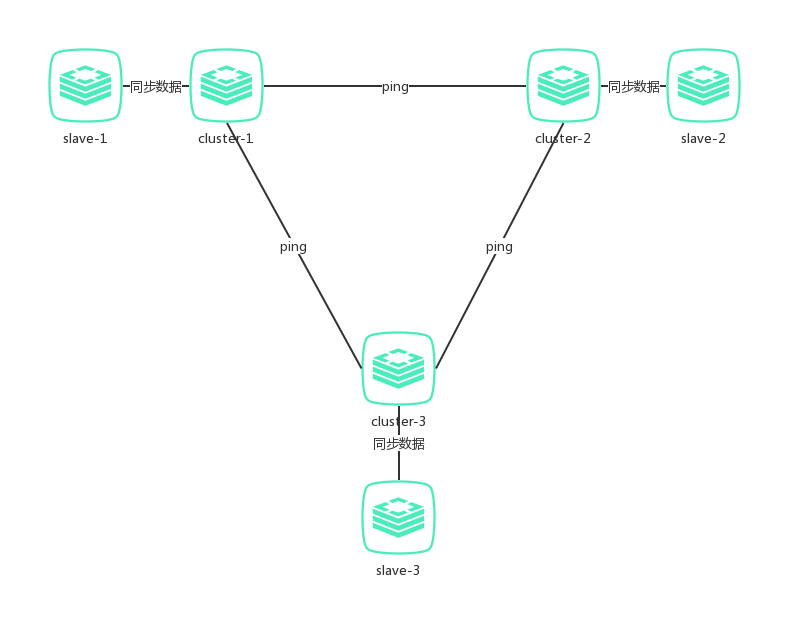 同步数据
ping
同步数据
slave-1
cluster-1
cluster-2
slave-2
ping
ping
cluster-3
同步数据
slave-3